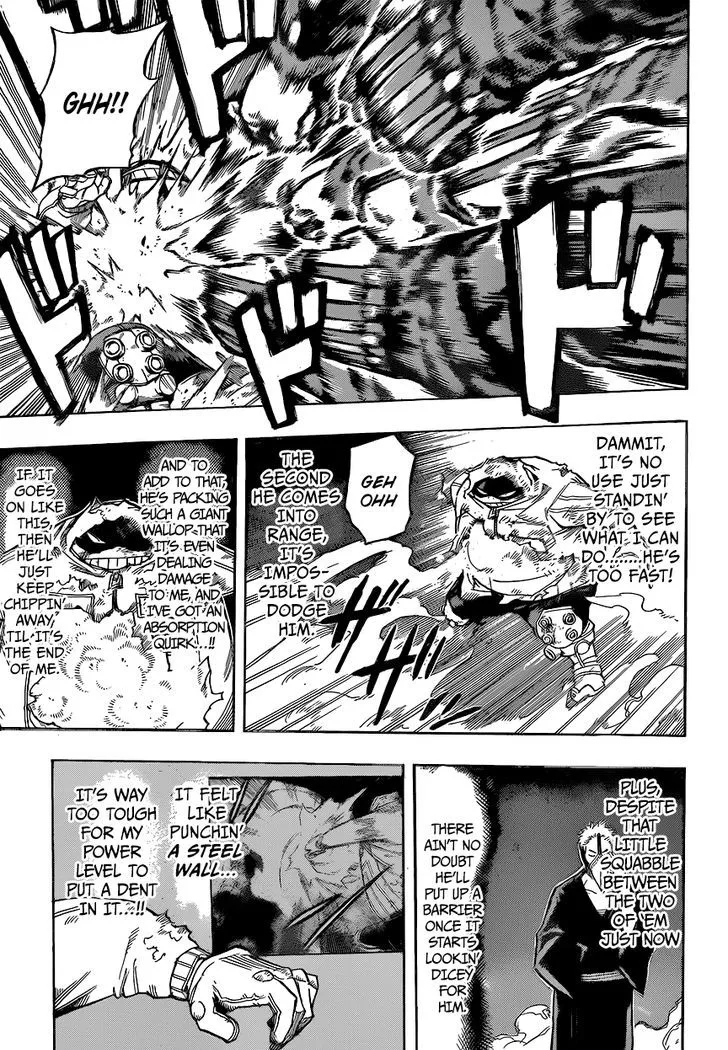 GHH!!
ド
ド
ド
ド
ド
DAMMIT,
IT'S NO
USE JUST
STANDIN'
BY TO SEE
WHAT I CAN
DO........HE'S
TOO FAST!
GEH
OHH
THE
SECOND
HE COMES
INTO
RANGE,
IT'S
IMPOS-
SIBLE TO
DODGE
HIM.
AND TO
ADD TO THAT,
HE'S PACKING
SUCH A GIANT
WALLOP THAT
IT'S EVEN
DEALING
DAMAGE
TO ME, AND
I'VE GOT AN
ABSORPTION
QUIRK!...!!
IF IT
GOES
ON LIKE
THIS,
THEN
HE'LL
JUST
KEEP
CHIPPIN'
AWAY,
'TIL IT'S
THE END
OF ME.
PLUS,
DESPITE
THAT
LITTLE
SQUABBLE
BETWEEN
THE TWO
OF 'EM
JUST NOW
THERE
AIN'T NO
DOUBT
HE'LL
PUT UP A
BARRIER
ONCE IT
STARTS
LOOKIN'
DICEY
FOR HIM.
IT FELT
LIKE
PUNCHIN'
A STEEL
WALL...
IT'S WAY
TOO TOUGH
FOR MY
POWER
LEVEL TO
PUT A DENT
IN IT...!!